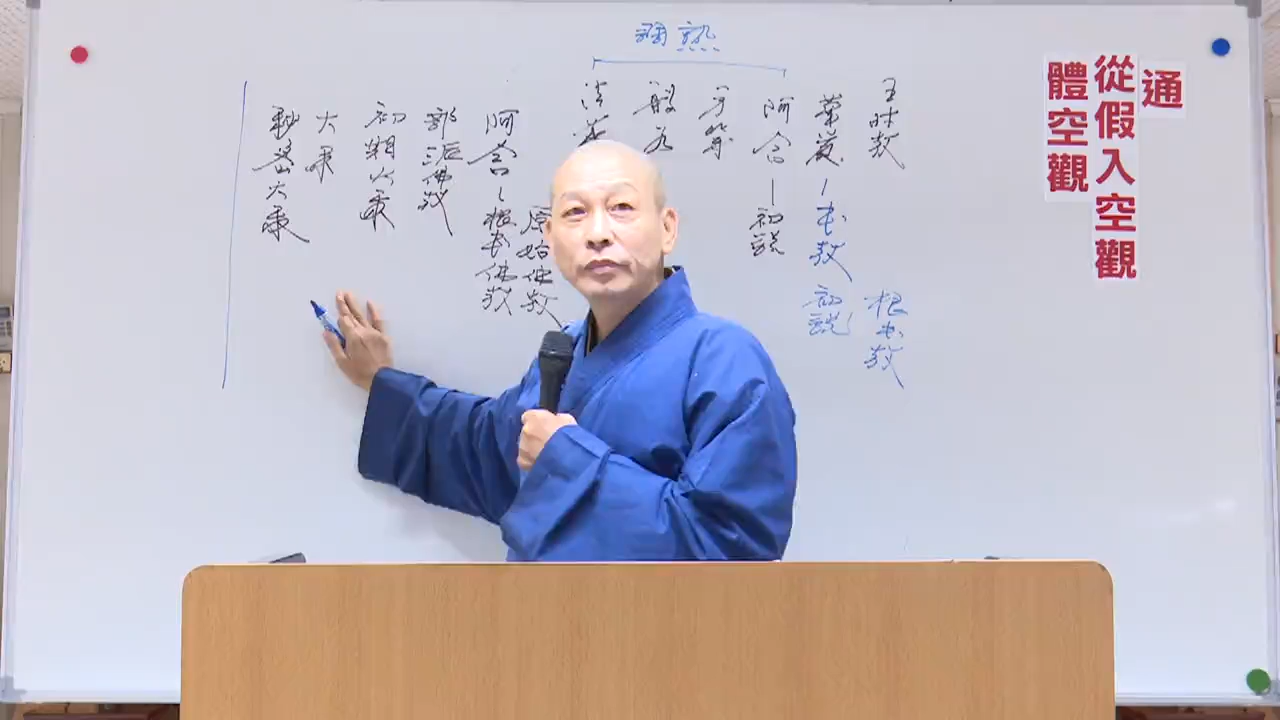 通
從假入空觀
體空觀
調熟
五時教
華嚴－本教 初說
根本教
阿含－初說
方等
般若
法華
阿含－根本佛教
原始佛教
部派佛教
初期大乘
大乘
秘密大乘